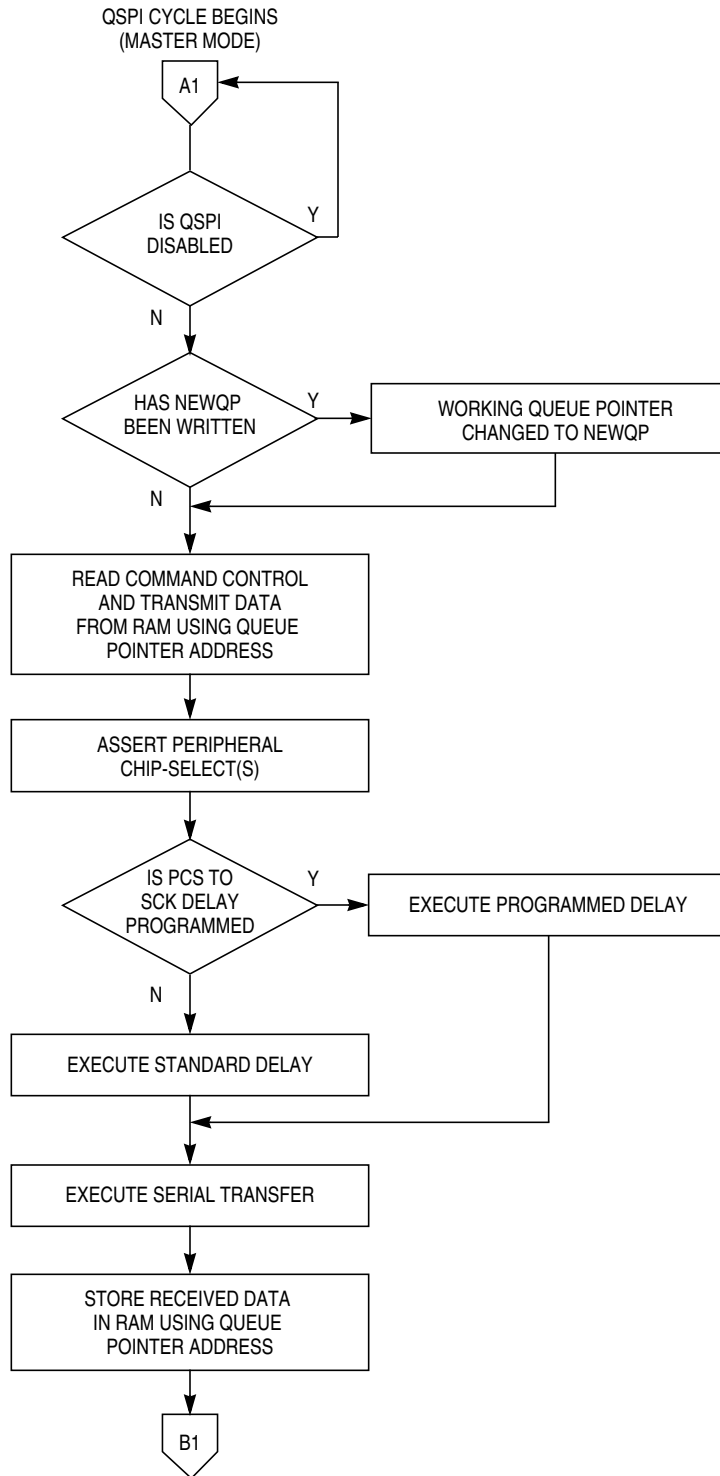 QSPI CYCLE BEGINS
(MASTER MODE)
A1
IS QSPI
DISABLED
Y
N
HAS NEWQP
BEEN WRITTEN
Y
WORKING QUEUE POINTER
CHANGED TO NEWQP
N
READ COMMAND CONTROL
AND TRANSMIT DATA
FROM RAM USING QUEUE
POINTER ADDRESS
ASSERT PERIPHERAL
CHIP-SELECT(S)
IS PCS TO
SCK DELAY
PROGRAMMED
Y
EXECUTE PROGRAMMED DELAY
N
EXECUTE STANDARD DELAY
EXECUTE SERIAL TRANSFER
STORE RECEIVED DATA
IN RAM USING QUEUE
POINTER ADDRESS
B1